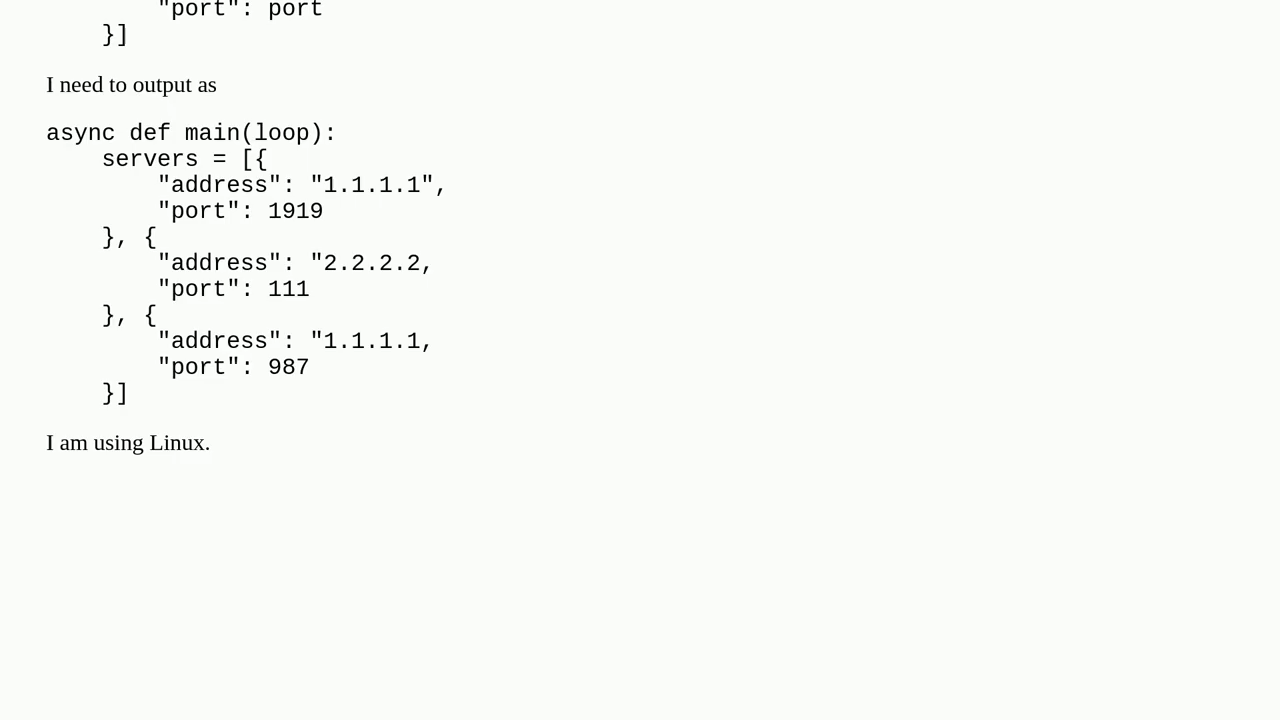 "port": port
    }]
I need to output as
async def main(loop):
    servers = [{
        "address": "1.1.1.1",
        "port": 1919
    }, {
        "address": "2.2.2.2,
        "port": 111
    }, {
        "address": "1.1.1.1,
        "port": 987
    }]
I am using Linux.